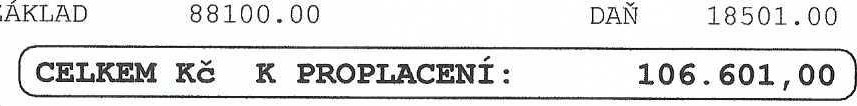 ZÁKLAD 88100.00 DAŇ 18501.00
CELKEM Kč K PROPLACENÍ: 106.601,00